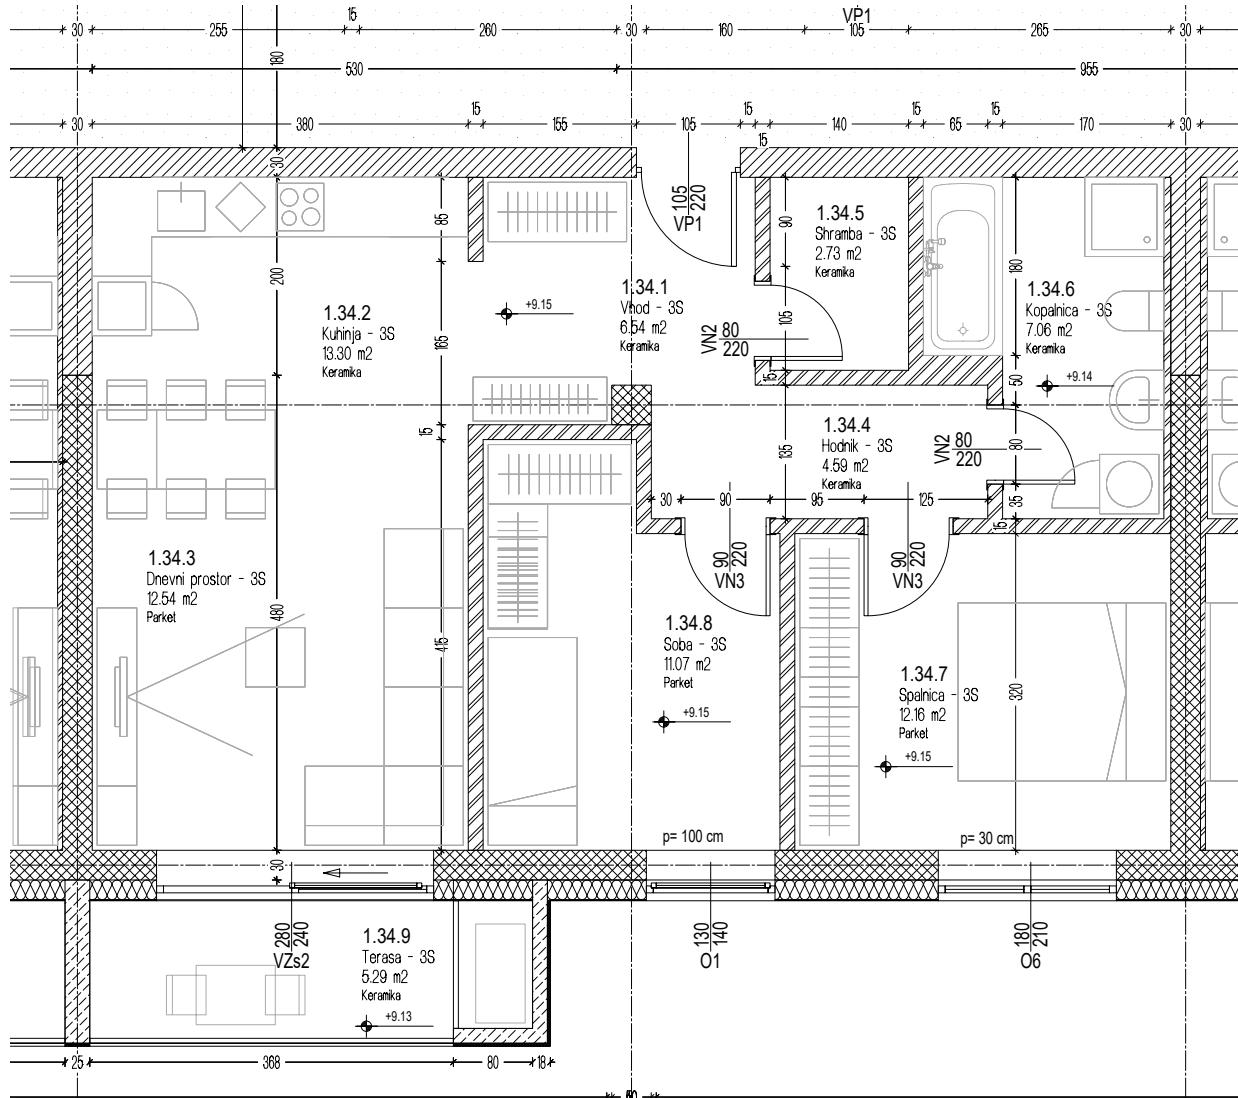 15
VP1
30
255
260
30
160
105
265
30
180
530
955
15
15
15
15
30
380
155
105
15
140
65
170
30
30
85
105
220
VP1
90
1.34.5
Shramba - 3S
2.73 m2
Keramika
180
200
1.34.1
Vhod - 3S
6.54 m2
Keramika
+9.15
1.34.6
Kopalnica - 3S
7.06 m2
Keramika
1.34.2
Kuhinja - 3S
13.30 m2
Keramika
105
VN2
80
220
165
15
+9.14
50
15
1.34.4
Hodnik - 3S
4.59 m2
Keramika
135
VN2
80
220
80
30
90
95
125
35
15
1.34.3
Dnevni prostor - 3S
12.54 m2
Parket
90
220
VN3
90
220
VN3
480
415
1.34.8
Soba - 3S
11.07 m2
Parket
1.34.7
Spalnica - 3S
12.16 m2
Parket
320
+9.15
+9.15
p= 100 cm
p= 30 cm
30
280
240
VZs2
1.34.9
Terasa - 3S
5.29 m2
Keramika
130
140
O1
180
210
O6
+9.13
25
368
80
18